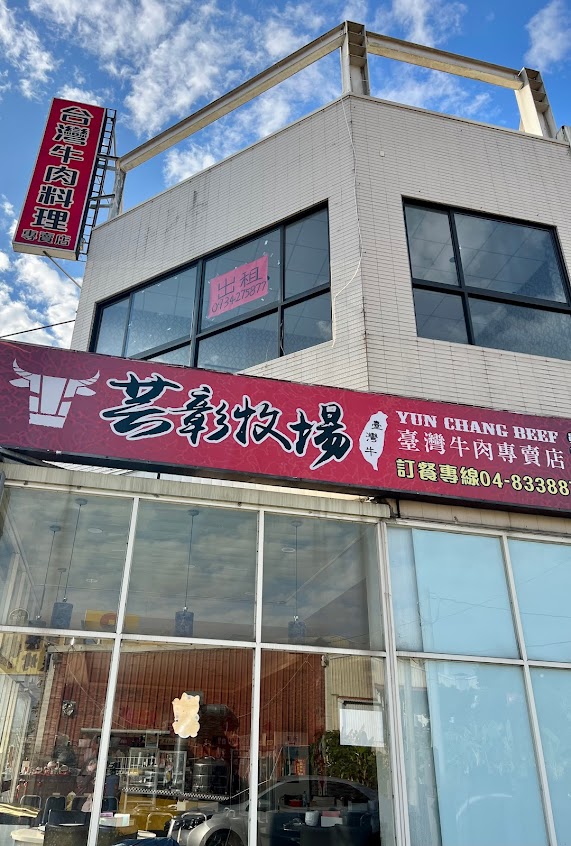 台灣牛肉料理
專賣店
出租
0934275877
芸彰牧場
臺灣牛
YUN CHANG BEEF
臺灣牛肉專賣店
訂餐專線04-83388